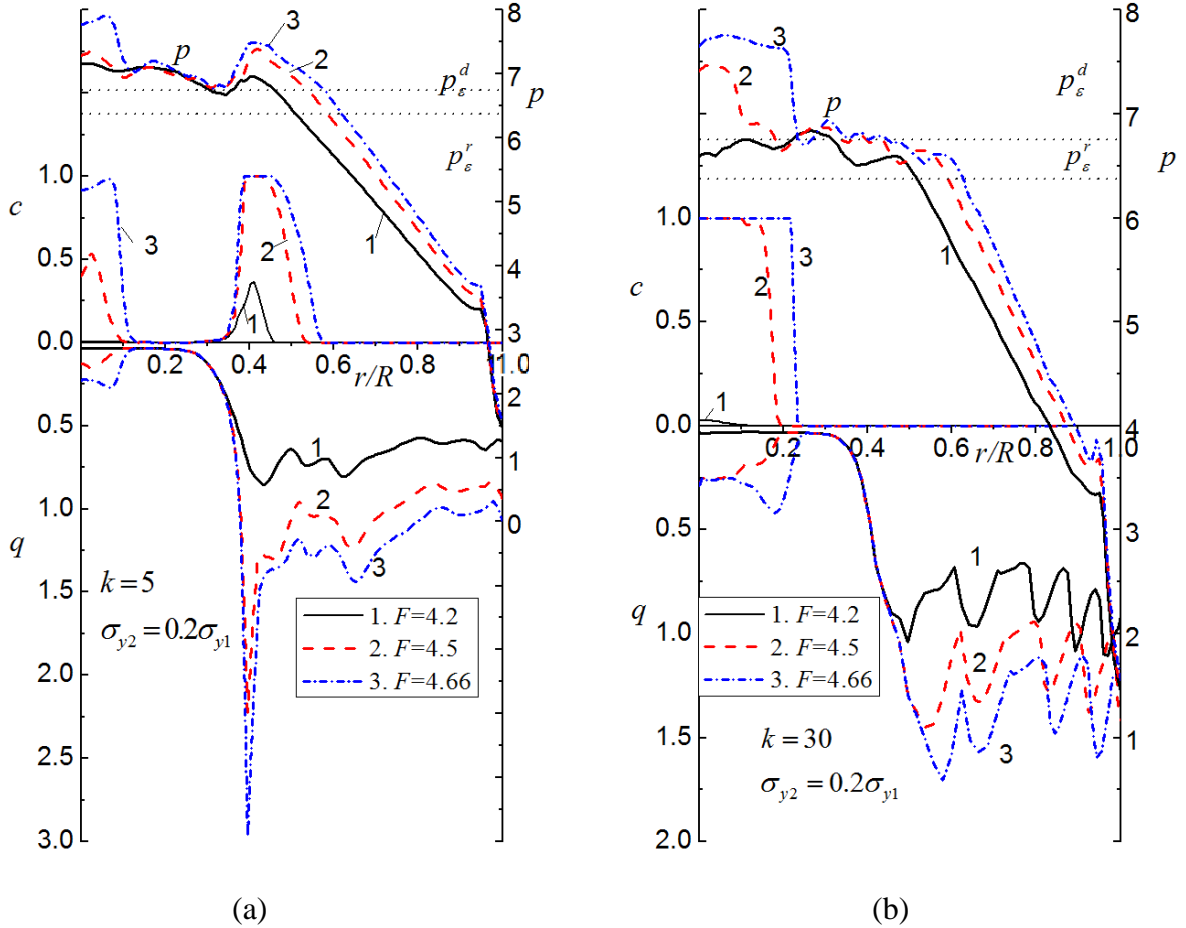 3
2
p
p_ε^d
p
p_ε^r
c
1
3
2
1
r/R
1
2
3
q
k=5
σ_y2=0.2σ_y1
1. F=4.2
2. F=4.5
3. F=4.66
0.0
0.5
1.0
0.5
1.0
1.5
2.0
2.5
3.0
0.2 0.4 0.6 0.8 1.0
8
7
6
5
4
3
2
1
0
(a)
3
2
p
p_ε^d
p_ε^r
p
c
1
2
3
1
r/R
1
2
3
q
1. F=4.2
2. F=4.5
3. F=4.66
k=30
σ_y2=0.2σ_y1
1.0
0.5
0.0
0.5
1.0
1.5
2.0
0.2 0.4 0.6 0.8 1.0
8
7
6
5
4
3
2
1
(b)